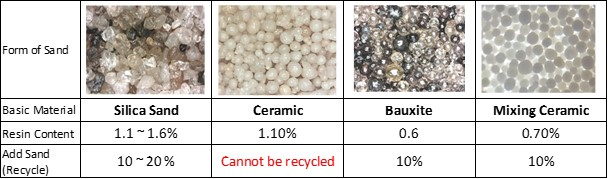 Form of Sand
Basic Material Silica Sand Ceramic Bauxite Mixing Ceramic
Resin Content 1.1 ~ 1.6% 1.10% 0.6 0.70%
Add Sand
(Recycle) 10 ~ 20 % Cannot be recycled 10% 10%